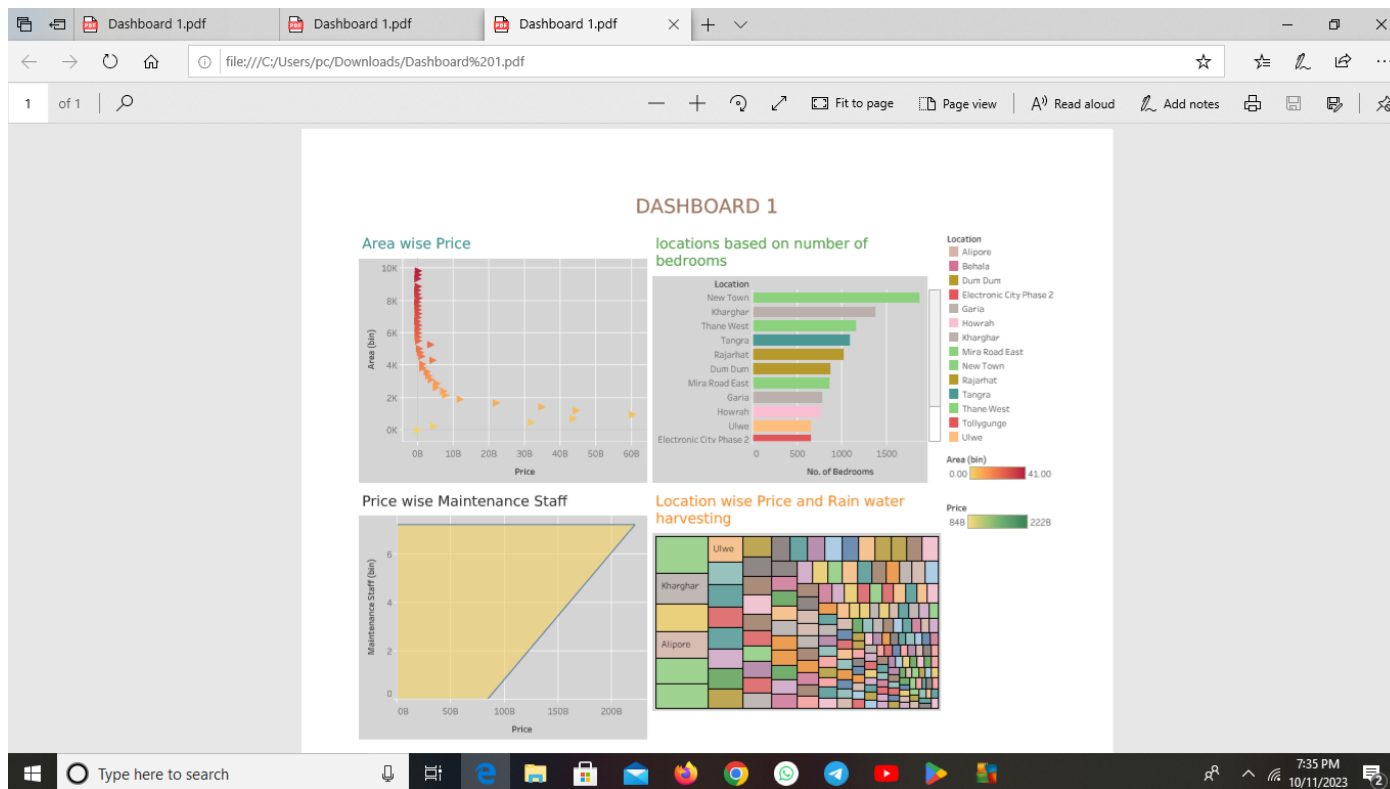 Dashboard 1.pdf
Dashboard 1.pdf
Dashboard 1.pdf
file:///C:/Users/pc/Downloads/Dashboard%201.pdf
1 of 1
Fit to page
Page view
Read aloud
Add notes
DASHBOARD 1
Area wise Price
10K
8K
6K
4K
2K
0K
Area (bin)
0B 10B 20B 30B 40B 50B 60B
Price
locations based on number of
bedrooms
Location
New Town
Kharghar
Thane West
Tangra
Rajarhat
Dum Dum
Mira Road East
Garia
Howrah
Ulwe
Electronic City Phase 2
0 500 1000 1500
No. of Bedrooms
Location
Alipore
Behala
Dum Dum
Electronic City Phase 2
Garia
Howrah
Kharghar
Mira Road East
New Town
Rajarhat
Tangra
Thane West
Tollygunge
Ulwe
Area (bin)
0.00 41.00
Price
84B 222B
Price wise Maintenance Staff
6
4
2
0
Maintenance Staff (bin)
0B 50B 100B 150B 200B
Price
Location wise Price and Rain water
harvesting
Ulwe
Kharghar
Alipore
Type here to search
7:35 PM
10/11/2023
2